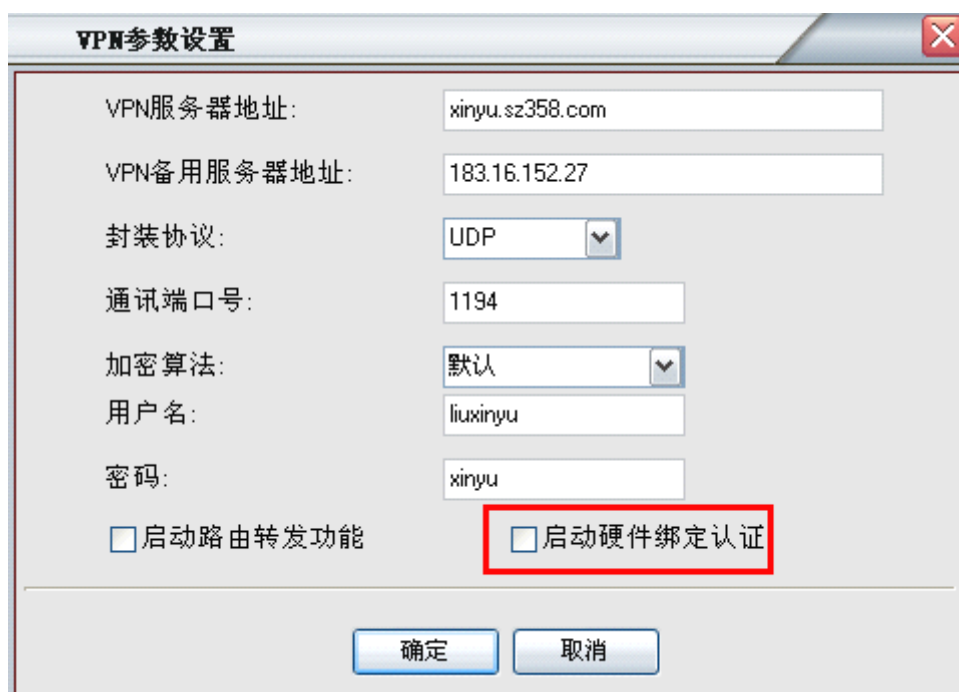 VPN参数设置
VPN服务器地址: xinyu.sz358.com
VPN备用服务器地址: 183.16.152.27
封装协议: UDP
通讯端口号: 1194
加密算法: 默认
用户名: liuxinyu
密码: xinyu
启动路由转发功能 启动硬件绑定认证
确定 取消